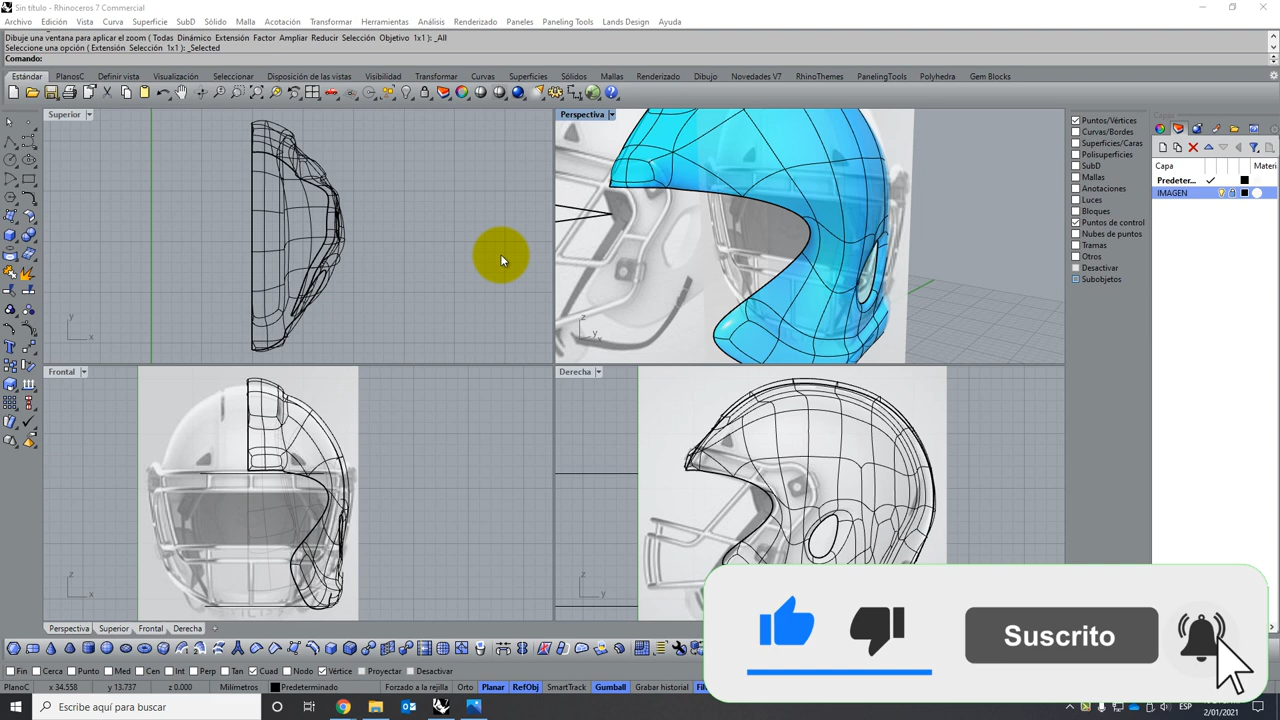 Sin título - Rhinoceros 7 Commercial
Archivo Edición Vista Curva Superficie SubD Sólido Malla Acotación Transformar Herramientas Análisis Renderizado Paneles Paneling Tools Lands Design Ayuda
Dibuje una ventana para aplicar el zoom ( Todas Dinámico Extensión Factor Ampliar Reducir Selección Objetivo 1x1 ): _All
Seleccione una opción ( Extensión Selección 1x1 ): _Selected
Comando:
Estándar PlanosC Definir vista Visualización Seleccionar Disposición de las vistas Visibilidad Transformar Curvas Superficies Sólidos Mallas Renderizado Dibujo Novedades V7 RhinoThemes PanelingTools Polyhedra Gem Blocks
Superior
Perspectiva
Puntos/Vértices
Curvas/Bordes
Superficies/Caras
Polisuperficies
SubD
Mallas
Anotaciones
Luces
Bloques
Puntos de control
Nubes de puntos
Tramas
Otros
Desactivar
Subobjetos
Capa Materi
Predeter...
IMAGEN
y
x
z
y
x
Frontal
Derecha
z
x
z
y
Perspectiva Superior Frontal Derecha
Fin Cerca Punto Med Cen Int Perp Tan Cuad Nodo Vértice Proyectar Desactivar
PlanoC x 34.558 y 13.737 z 0.000 Milímetros Predeterminado Forzado a la rejilla Orto Planar RefObj SmartTrack Gumball Grabar historial
Suscrito
Escribe aquí para buscar
ESP
2/01/2021